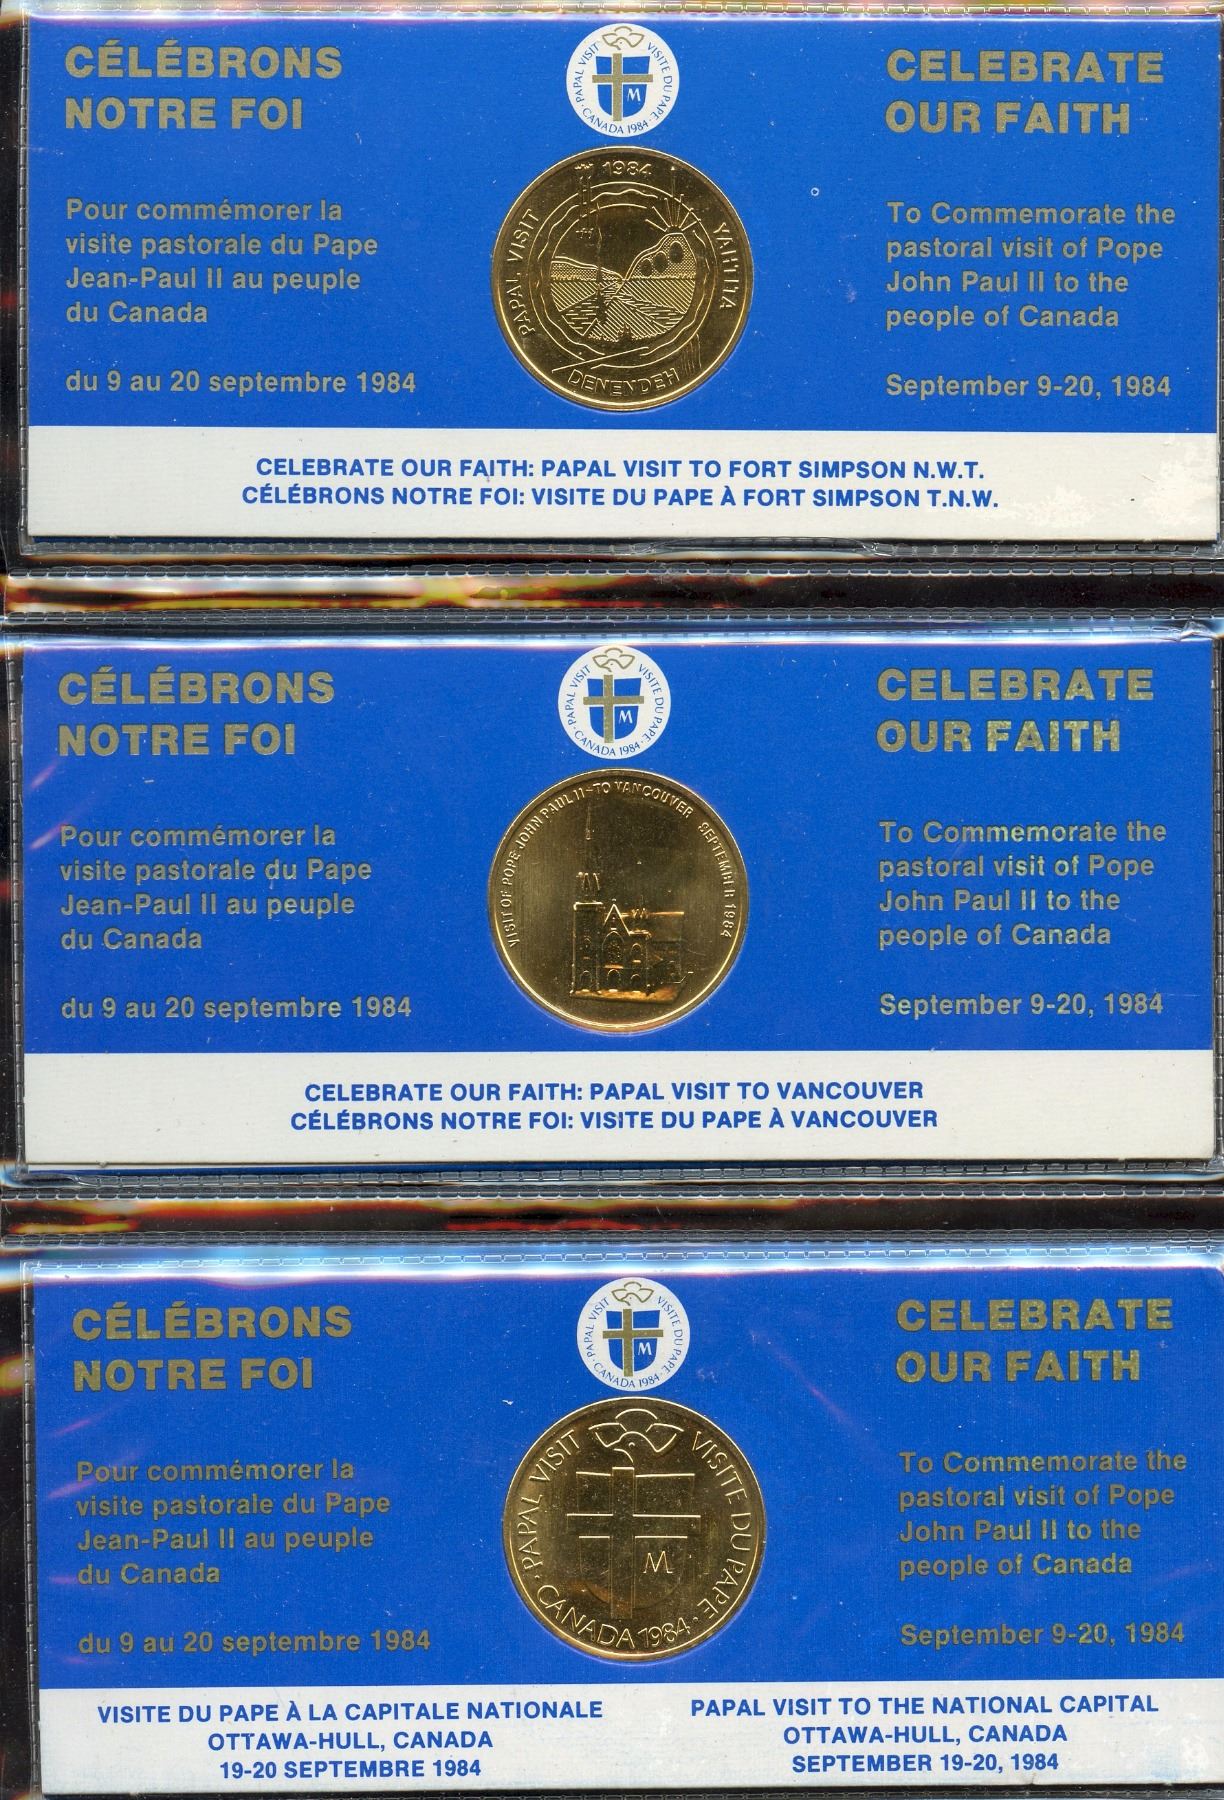 CÉLÉBRONS
NOTRE FOI
Pour commémorer la
visite pastorale du Pape
Jean-Paul II au peuple
du Canada
du 9 au 20 septembre 1984
PAPAL VISIT VISITE DU PAPE
· CANADA 1984 ·
M
PAPAL VISIT 1984
DENENDEH
CELEBRATE
OUR FAITH
To Commemorate the
pastoral visit of Pope
John Paul II to the
people of Canada
September 9-20, 1984
CELEBRATE OUR FAITH: PAPAL VISIT TO FORT SIMPSON N.W.T.
CÉLÉBRONS NOTRE FOI: VISITE DU PAPE À FORT SIMPSON T.N.W.
CÉLÉBRONS
NOTRE FOI
Pour commémorer la
visite pastorale du Pape
Jean-Paul II au peuple
du Canada
du 9 au 20 septembre 1984
PAPAL VISIT VISITE DU PAPE
· CANADA 1984 ·
M
VISIT OF POPE JOHN PAUL II - TO VANCOUVER SEPTEMBER 1984
CELEBRATE
OUR FAITH
To Commemorate the
pastoral visit of Pope
John Paul II to the
people of Canada
September 9-20, 1984
CELEBRATE OUR FAITH: PAPAL VISIT TO VANCOUVER
CÉLÉBRONS NOTRE FOI: VISITE DU PAPE À VANCOUVER
CÉLÉBRONS
NOTRE FOI
Pour commémorer la
visite pastorale du Pape
Jean-Paul II au peuple
du Canada
du 9 au 20 septembre 1984
PAPAL VISIT VISITE DU PAPE
· CANADA 1984 ·
M
· PAPAL VISIT VISITE DU PAPE ·
CANADA 1984
M
CELEBRATE
OUR FAITH
To Commemorate the
pastoral visit of Pope
John Paul II to the
people of Canada
September 9-20, 1984
VISITE DU PAPE À LA CAPITALE NATIONALE
OTTAWA-HULL, CANADA
19-20 SEPTEMBRE 1984
PAPAL VISIT TO THE NATIONAL CAPITAL
OTTAWA-HULL, CANADA
SEPTEMBER 19-20, 1984